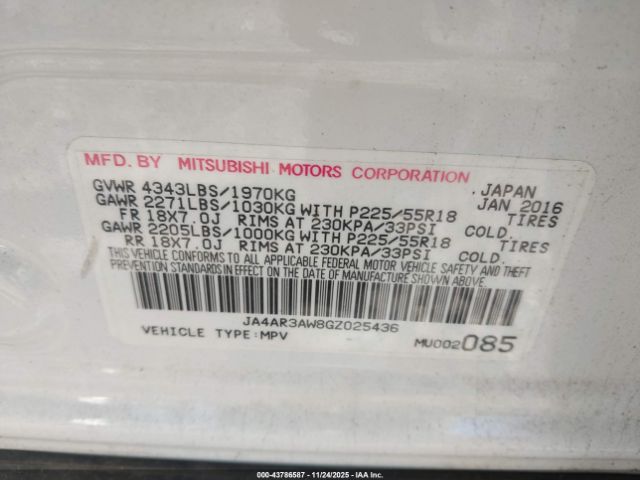 MFD. BY MITSUBISHI MOTORS CORPORATION , JAPAN
GVWR 4343LBS/1970KG JAN 2016
GAWR 2271LBS/1030KG WITH P225/55R18 TIRES
FR 18X7.0J RIMS AT 230KPA/33PSI COLD.
GAWR 2205LBS/1000KG WITH P225/55R18 TIRES
RR 18X7.0J RIMS AT 230KPA/33PSI COLD.
THIS VEHICLE CONFORMS TO ALL APPLICABLE FEDERAL MOTOR VEHICLE SAFETY AND THEFT
PREVENTION STANDARDS IN EFFECT ON THE DATE OF MANUFACTURE SHOWN ABOVE.
JA4AR3AW8GZ025436
VEHICLE TYPE:MPV MU002085
000-43786587 - 11/24/2025 - IAAI.COM